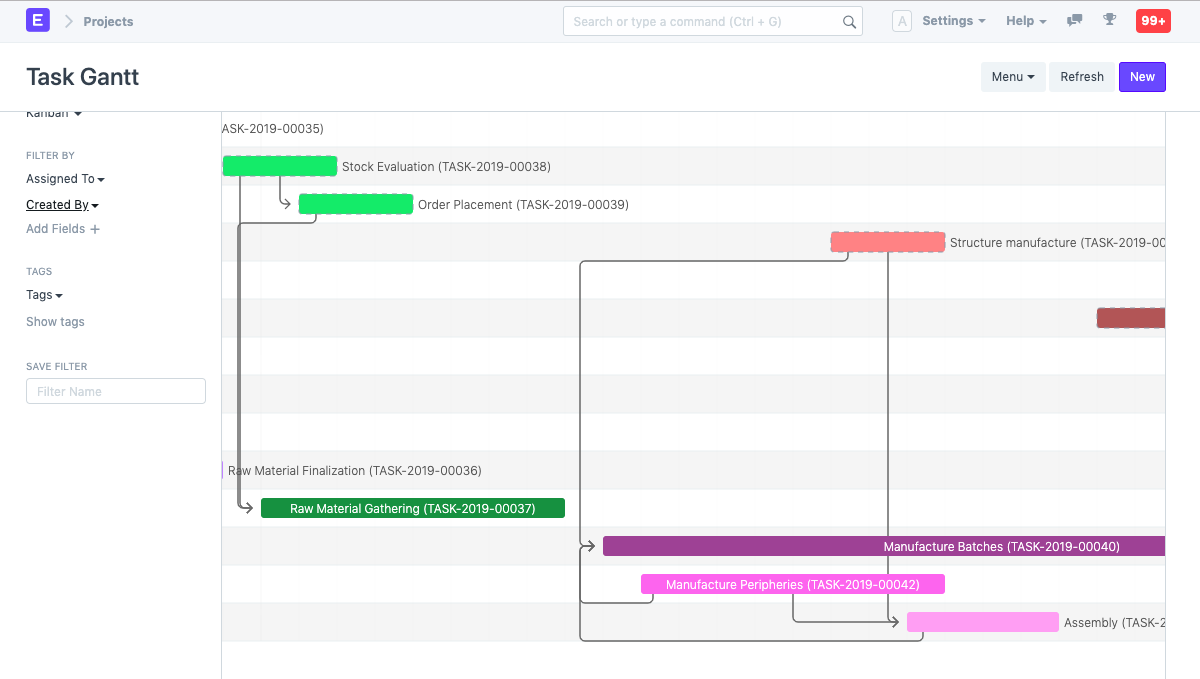 E
Projects
Search or type a command (Ctrl + G)
A
Settings
Help
99+
Task Gantt
Menu
Refresh
New
Kanban
FILTER BY
Assigned To
Created By
Add Fields
TAGS
Tags
Show tags
SAVE FILTER
Filter Name
ASK-2019-00035)
Stock Evaluation (TASK-2019-00038)
Order Placement (TASK-2019-00039)
Structure manufacture (TASK-2019-00
Raw Material Finalization (TASK-2019-00036)
Raw Material Gathering (TASK-2019-00037)
Manufacture Batches (TASK-2019-00040)
Manufacture Peripheries (TASK-2019-00042)
Assembly (TASK-2